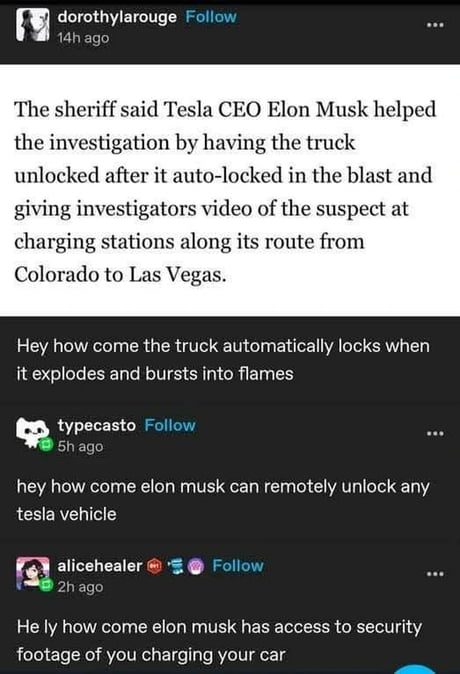 dorothylarouge Follow
14h ago
The sheriff said Tesla CEO Elon Musk helped
the investigation by having the truck
unlocked after it auto-locked in the blast and
giving investigators video of the suspect at
charging stations along its route from
Colorado to Las Vegas.
Hey how come the truck automatically locks when
it explodes and bursts into flames
typecasto Follow
5h ago
hey how come elon musk can remotely unlock any
tesla vehicle
alicehealer Follow
2h ago
He ly how come elon musk has access to security
footage of you charging your car